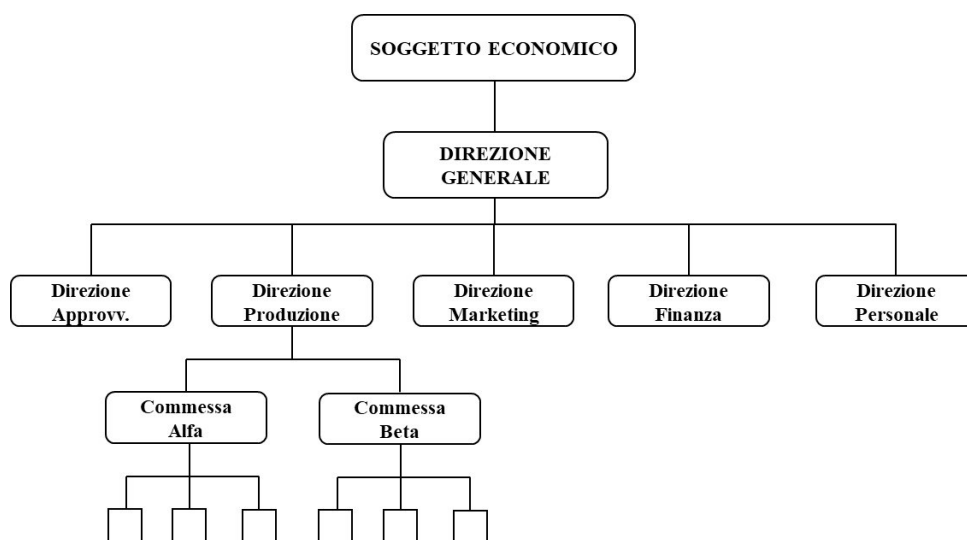 SOGGETTO ECONOMICO
DIREZIONE
GENERALE
Direzione
Approvv.
Direzione
Produzione
Direzione
Marketing
Direzione
Finanza
Direzione
Personale
Commessa
Alfa
Commessa
Beta